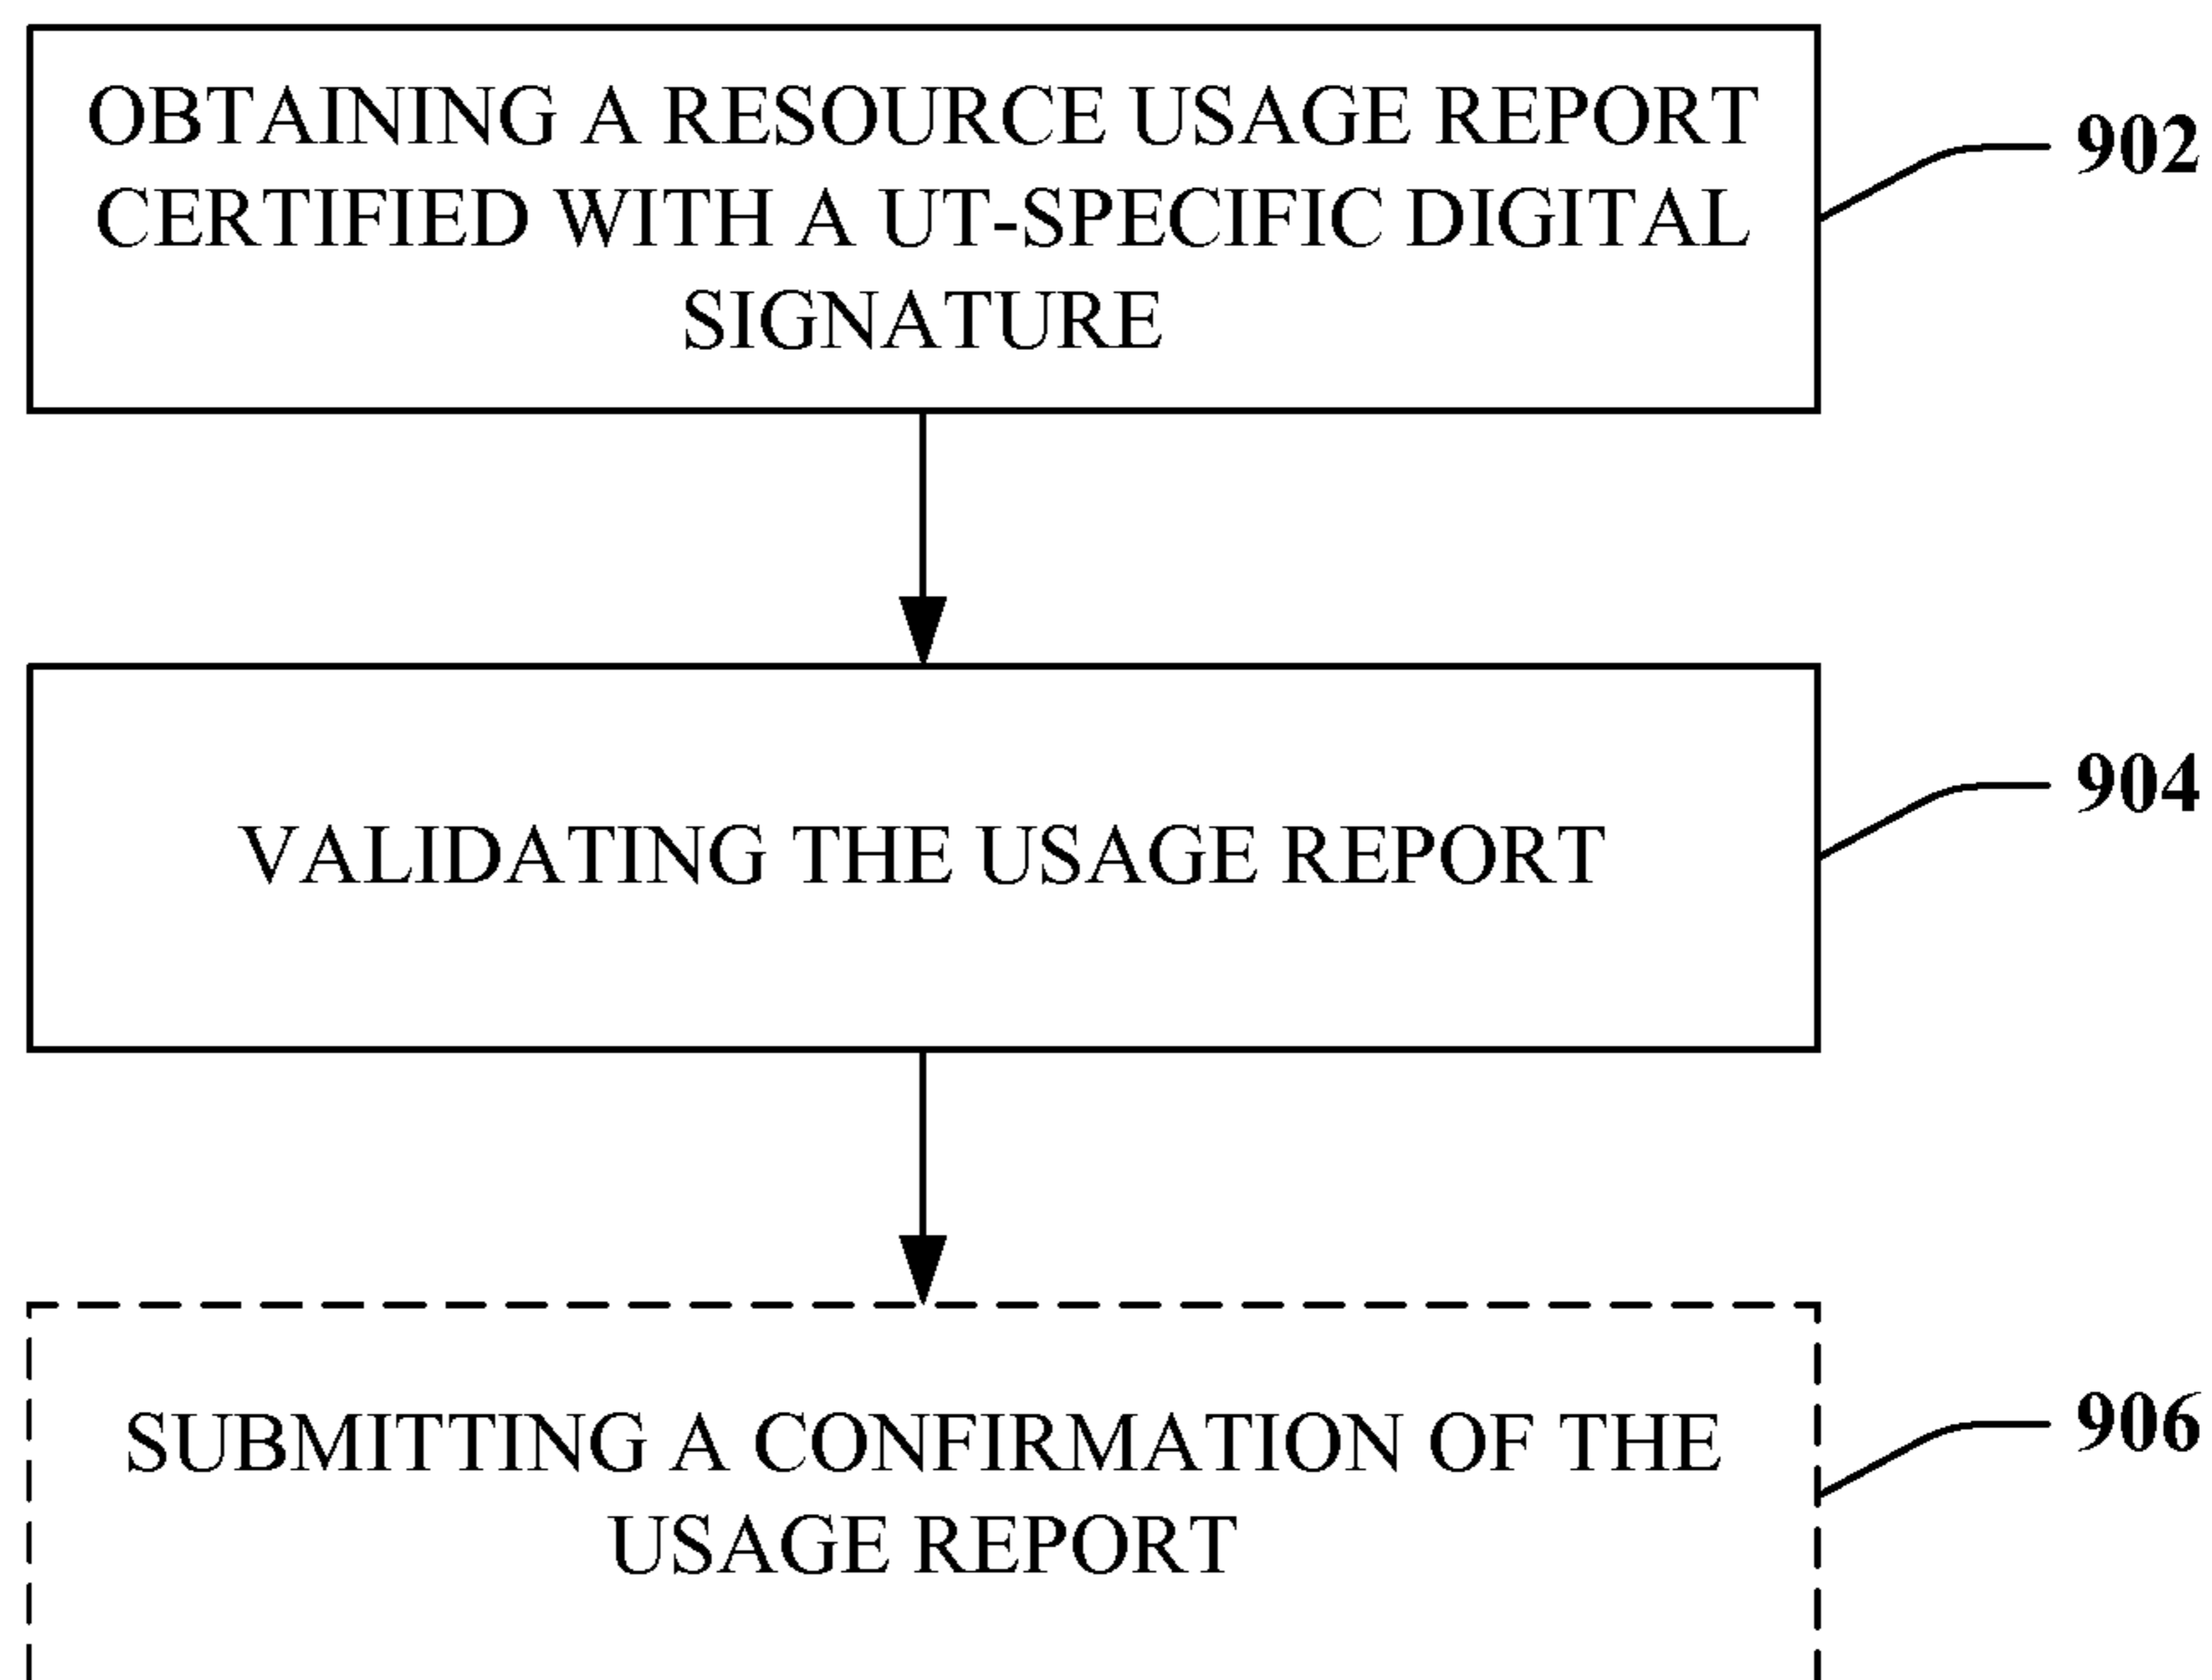 OBTAINING A RESOURCE USAGE REPORT
CERTIFIED WITH A UT-SPECIFIC DIGITAL
SIGNATURE
902
VALIDATING THE USAGE REPORT
904
SUBMITTING A CONFIRMATION OF THE
USAGE REPORT
906